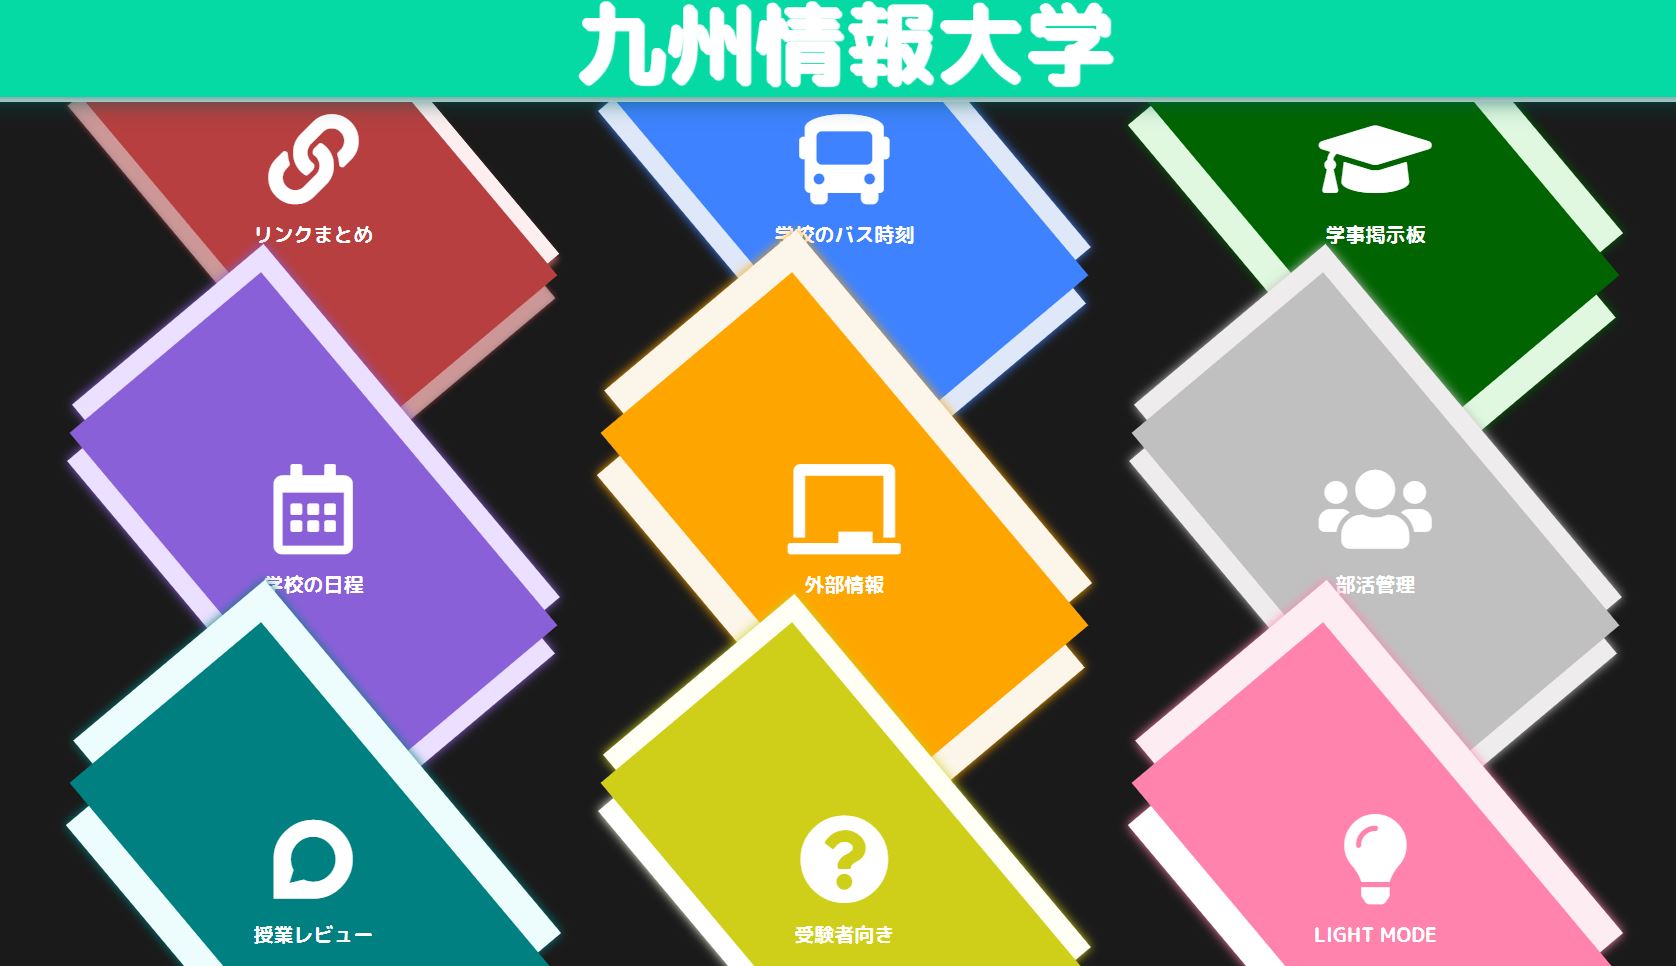 九州情報大学
リンクまとめ
学校のバス時刻
学事掲示板
学校の日程
外部情報
部活管理
授業レビュー
受験者向き
LIGHT MODE